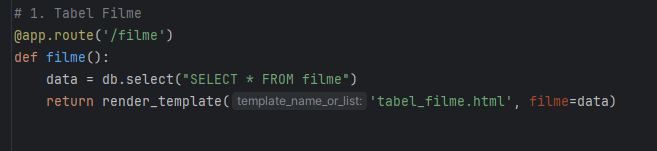 # 1. Tabel Filme
@app.route('/filme')
def filme():
    data = db.select("SELECT * FROM filme")
    return render_template( template_name_or_list: 'tabel_filme.html', filme=data)